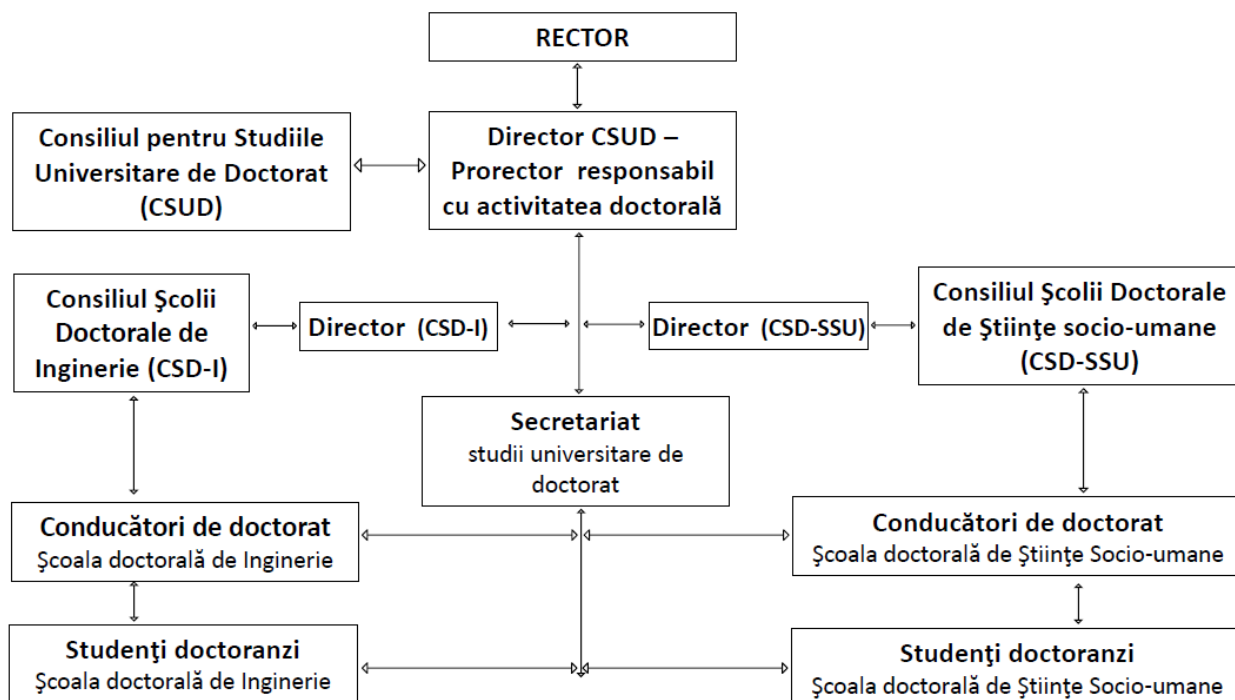 RECTOR
Consiliul pentru Studiile
Universitare de Doctorat
(CSUD)
Director CSUD –
Prorector responsabil
cu activitatea doctorală
Consiliul Şcolii
Doctorale de
Inginerie (CSD-I)
Director (CSD-I)
Director (CSD-SSU)
Consiliul Şcolii Doctorale
de Ştiinţe socio-umane
(CSD-SSU)
Secretariat
studii universitare de
doctorat
Conducători de doctorat
Şcoala doctorală de Inginerie
Conducători de doctorat
Şcoala doctorală de Ştiinţe Socio-umane
Studenţi doctoranzi
Şcoala doctorală de Inginerie
Studenţi doctoranzi
Şcoala doctorală de Ştiinţe Socio-umane